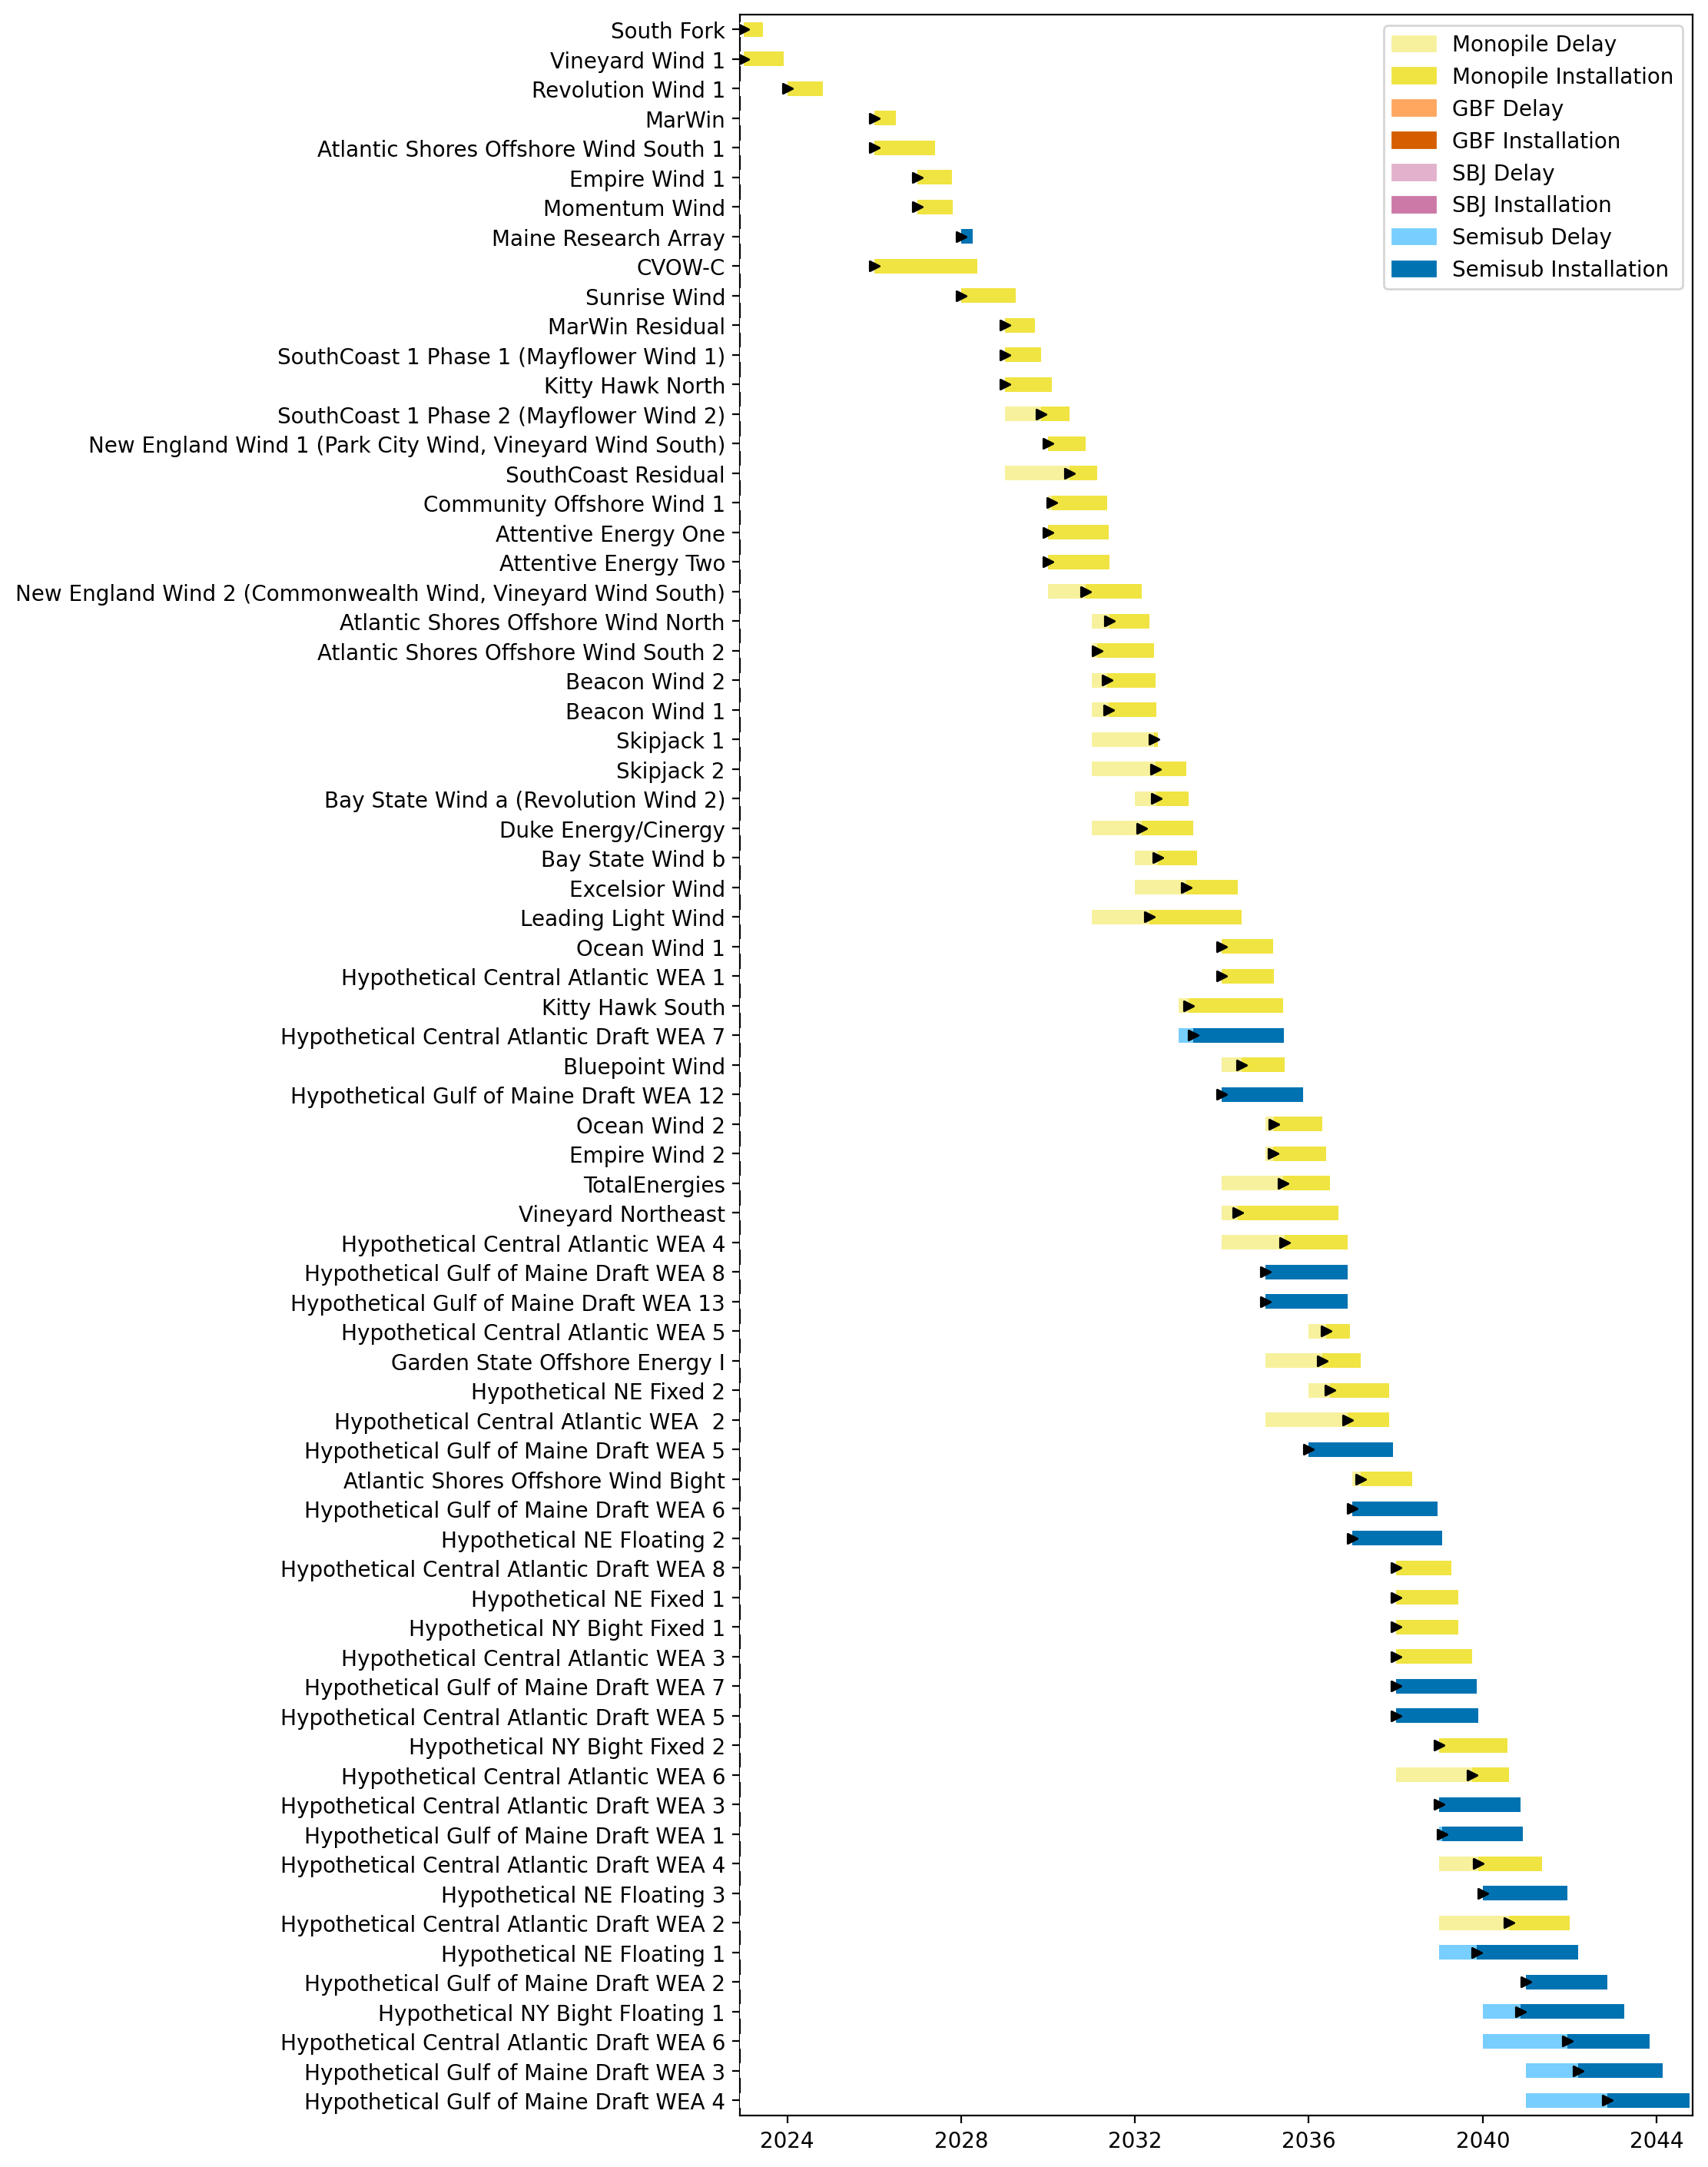 South Fork
Vineyard Wind 1
Revolution Wind 1
MarWin
Atlantic Shores Offshore Wind South 1
Empire Wind 1
Momentum Wind
Maine Research Array
CVOW-C
Sunrise Wind
MarWin Residual
SouthCoast 1 Phase 1 (Mayflower Wind 1)
Kitty Hawk North
SouthCoast 1 Phase 2 (Mayflower Wind 2)
New England Wind 1 (Park City Wind, Vineyard Wind South)
SouthCoast Residual
Community Offshore Wind 1
Attentive Energy One
Attentive Energy Two
New England Wind 2 (Commonwealth Wind, Vineyard Wind South)
Atlantic Shores Offshore Wind North
Atlantic Shores Offshore Wind South 2
Beacon Wind 2
Beacon Wind 1
Skipjack 1
Skipjack 2
Bay State Wind a (Revolution Wind 2)
Duke Energy/Cinergy
Bay State Wind b
Excelsior Wind
Leading Light Wind
Ocean Wind 1
Hypothetical Central Atlantic WEA 1
Kitty Hawk South
Hypothetical Central Atlantic Draft WEA 7
Bluepoint Wind
Hypothetical Gulf of Maine Draft WEA 12
Ocean Wind 2
Empire Wind 2
TotalEnergies
Vineyard Northeast
Hypothetical Central Atlantic WEA 4
Hypothetical Gulf of Maine Draft WEA 8
Hypothetical Gulf of Maine Draft WEA 13
Hypothetical Central Atlantic WEA 5
Garden State Offshore Energy I
Hypothetical NE Fixed 2
Hypothetical Central Atlantic WEA  2
Hypothetical Gulf of Maine Draft WEA 5
Atlantic Shores Offshore Wind Bight
Hypothetical Gulf of Maine Draft WEA 6
Hypothetical NE Floating 2
Hypothetical Central Atlantic Draft WEA 8
Hypothetical NE Fixed 1
Hypothetical NY Bight Fixed 1
Hypothetical Central Atlantic WEA 3
Hypothetical Gulf of Maine Draft WEA 7
Hypothetical Central Atlantic Draft WEA 5
Hypothetical NY Bight Fixed 2
Hypothetical Central Atlantic WEA 6
Hypothetical Central Atlantic Draft WEA 3
Hypothetical Gulf of Maine Draft WEA 1
Hypothetical Central Atlantic Draft WEA 4
Hypothetical NE Floating 3
Hypothetical Central Atlantic Draft WEA 2
Hypothetical NE Floating 1
Hypothetical Gulf of Maine Draft WEA 2
Hypothetical NY Bight Floating 1
Hypothetical Central Atlantic Draft WEA 6
Hypothetical Gulf of Maine Draft WEA 3
Hypothetical Gulf of Maine Draft WEA 4
Monopile Delay
Monopile Installation
GBF Delay
GBF Installation
SBJ Delay
SBJ Installation
Semisub Delay
Semisub Installation
2024 2028 2032 2036 2040 2044